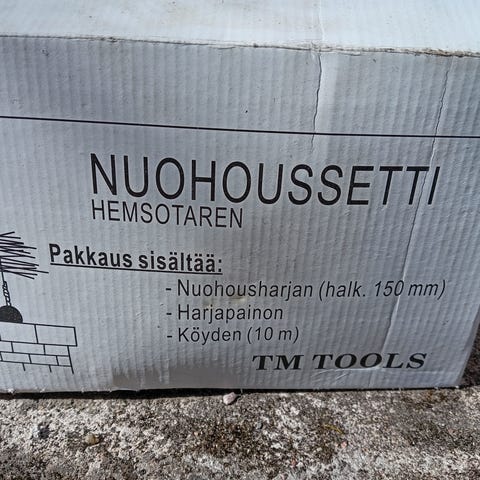 NUOHOUSSETTI
HEMSOTAREN
Pakkaus sisältää:
- Nuohousharjan (halk. 150 mm)
- Harjapainon
- Köyden (10 m)
TM TOOLS